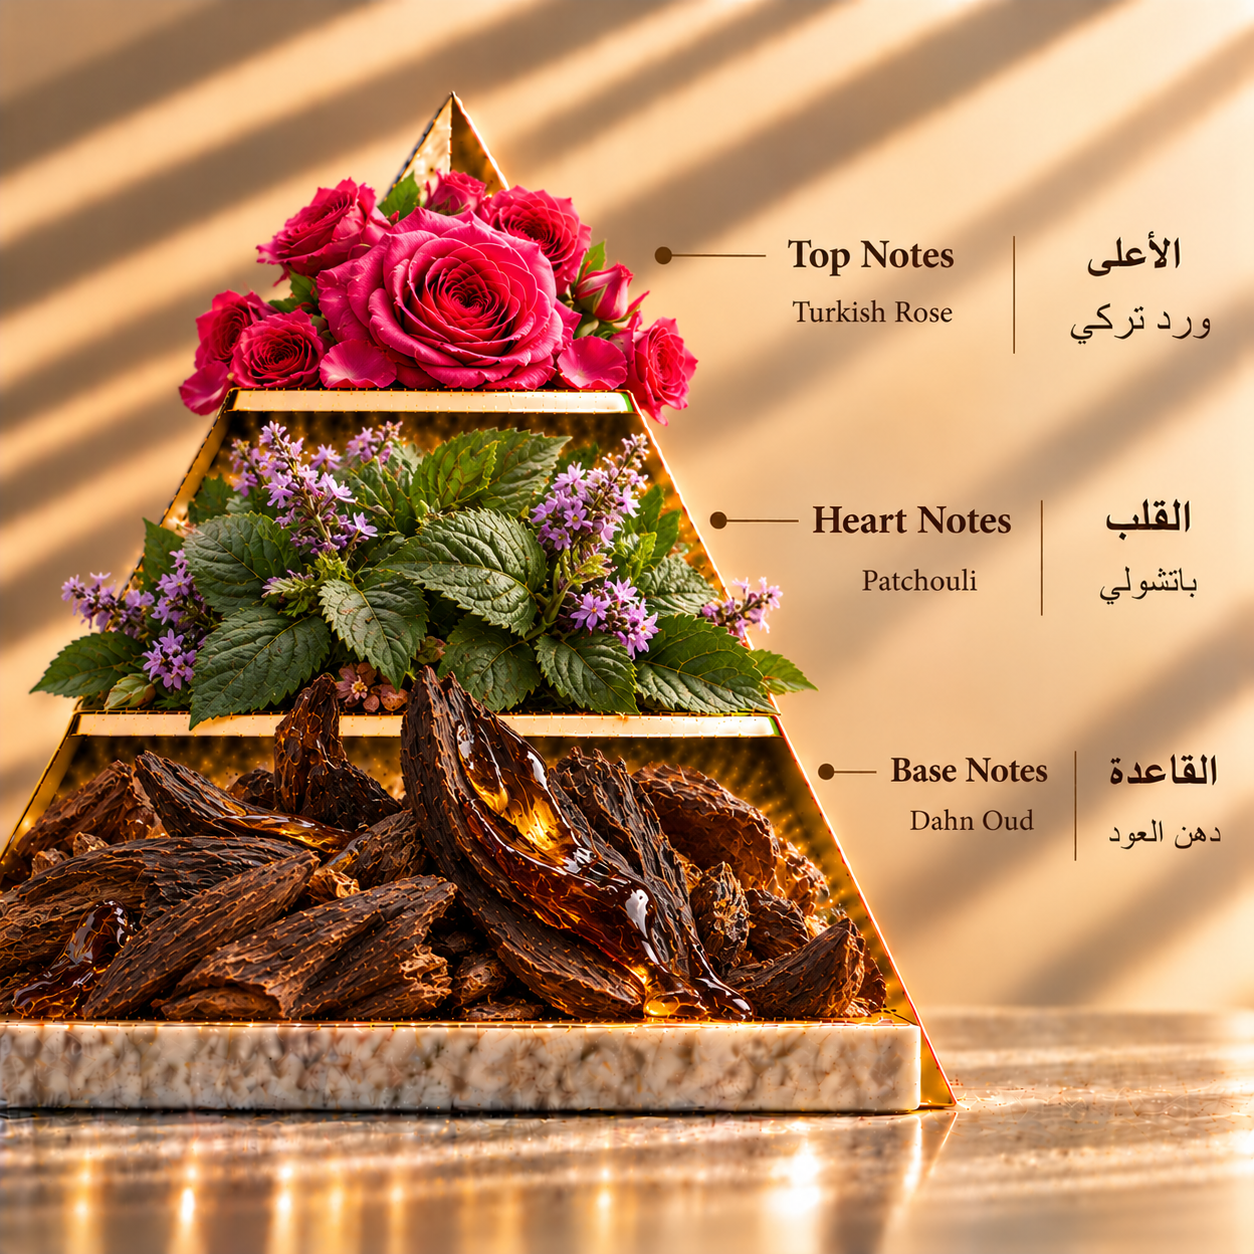 Top Notes
Turkish Rose
الأعلى
ورد تركي
Heart Notes
Patchouli
القلب
باتشولي
Base Notes
Dahn Oud
القاعدة
دهن العود